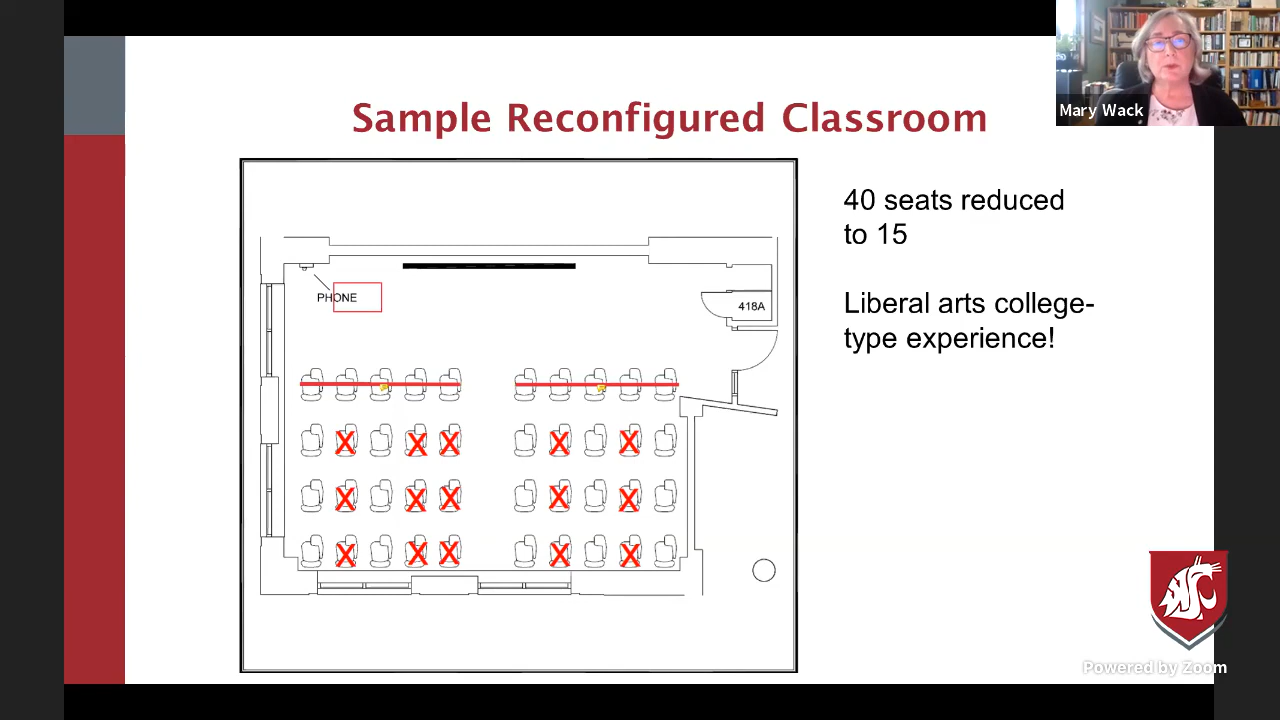 Mary Wack
Sample Reconfigured Classroom
40 seats reduced
to 15
Liberal arts college-
type experience!
PHONE
418A
X X X X X
X X X X X
X X X X X
Powered by Zoom